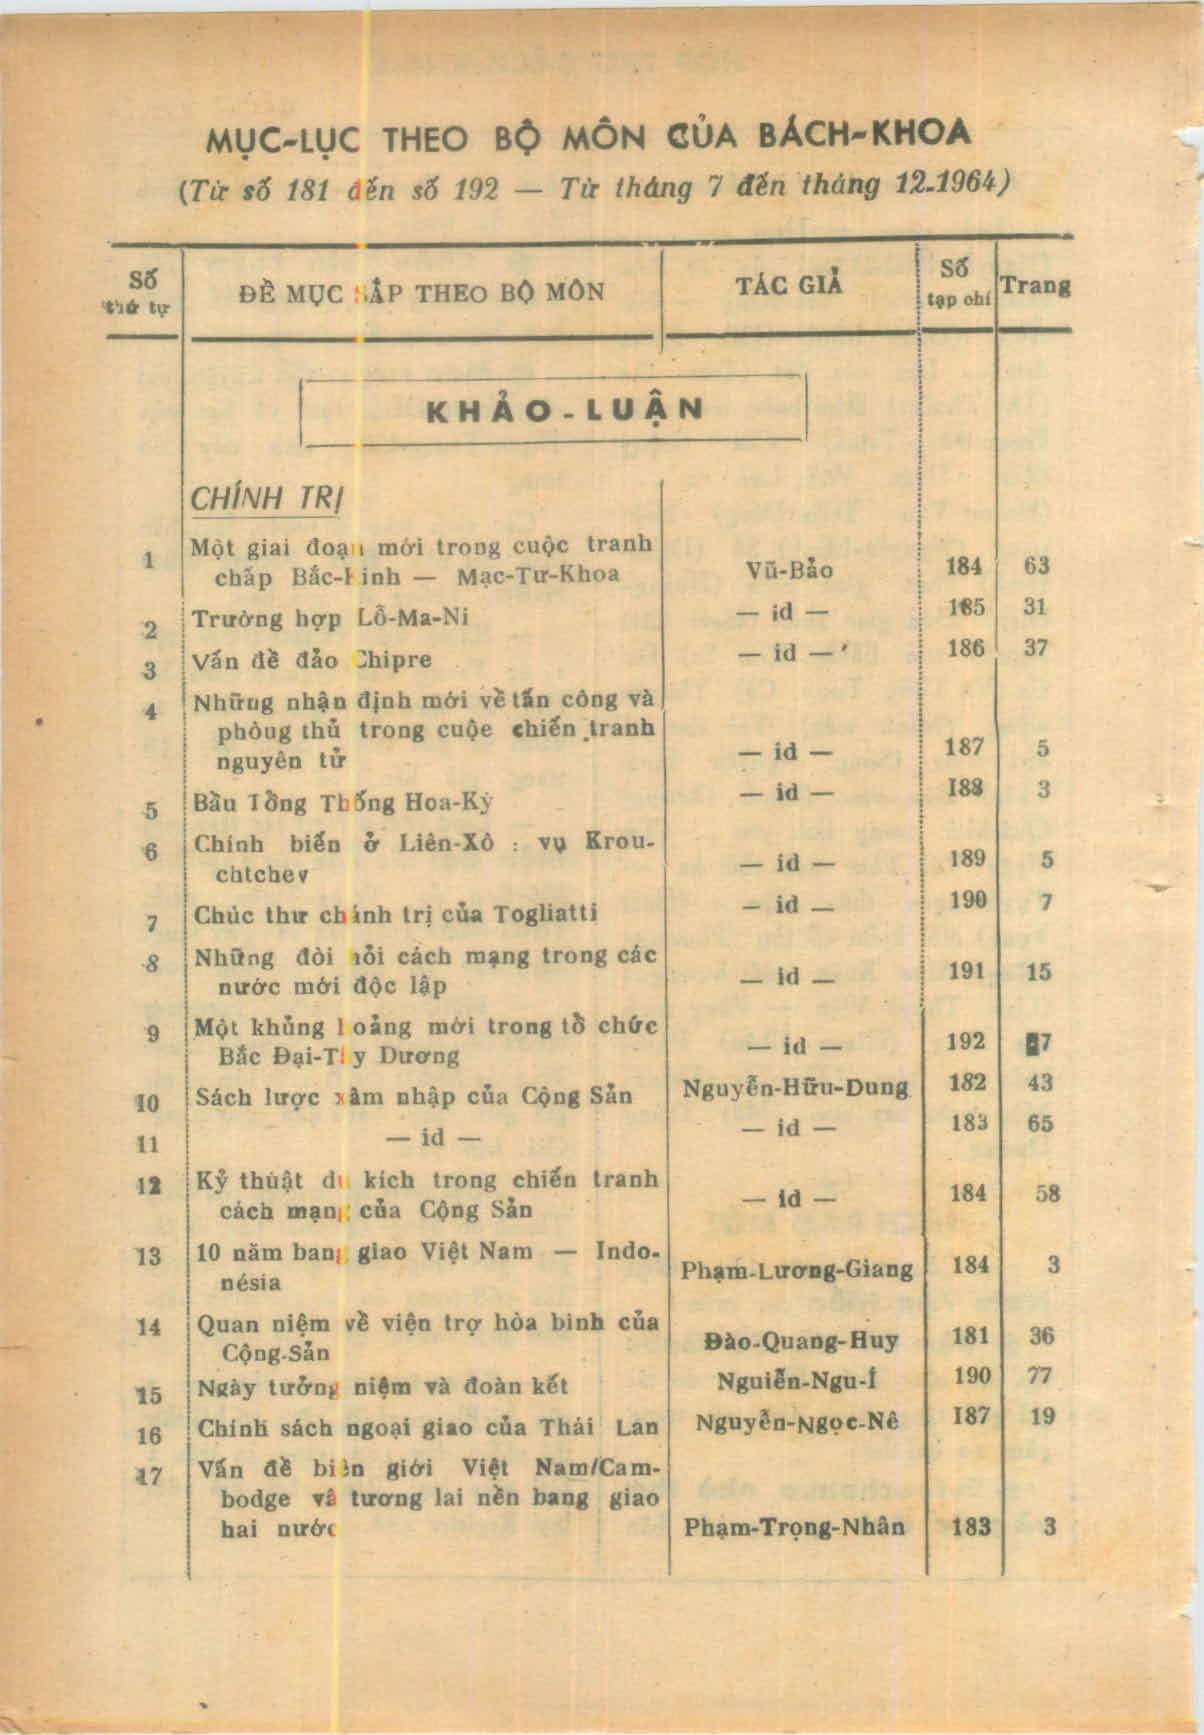 MỤC-LỤC THEO BỘ MÔN CỦA BÁCH-KHOA
(Từ số 181 đến số 192 — Từ tháng 7 đến tháng 12-1964)
Số thứ tự | ĐỀ MỤC SẮP THEO BỘ MÔN | TÁC GIẢ | Số tạp chí | Trang
KHẢO-LUẬN
CHÍNH TRỊ
1 Một giai đoạn mới trong cuộc tranh
chấp Bắc-Kinh — Mạc-Tư-Khoa Vũ-Bảo 184 63
2 Trường hợp Lỗ-Ma-Ni — id — 185 31
3 Vấn đề đảo Chipre — id — 186 37
4 Những nhận định mới về tấn công và
phòng thủ trong cuộc chiến tranh
nguyên tử — id — 187 5
5 Bầu Tổng Thống Hoa-Kỳ — id — 188 3
6 Chính biến ở Liên-Xô : vụ Krou-
chtchev — id — 189 5
7 Chúc thư chính trị của Togliatti — id — 190 7
8 Những đòi hỏi cách mạng trong các
nước mới độc lập — id — 191 15
9 Một khủng hoảng mới trong tổ chức
Bắc Đại-Tây Dương — id — 192 7
10 Sách lược xâm nhập của Cộng Sản Nguyễn-Hữu-Dung 182 43
11 — id — — id — 183 65
12 Kỹ thuật du kích trong chiến tranh
cách mạng của Cộng Sản — id — 184 58
13 10 năm bang giao Việt Nam — Indo-
nésia Phạm-Lương-Giang 184 3
14 Quan niệm về viện trợ hòa bình của
Cộng-Sản Đào-Quang-Huy 181 36
15 Ngày tưởng niệm và đoàn kết Nguiễn-Ngu-Í 190 77
16 Chính sách ngoại giao của Thái Lan Nguyễn-Ngọc-Nê 187 19
17 Vấn đề biên giới Việt Nam/Cam-
bodge và tương lai nền bang giao
hai nước Phạm-Trọng-Nhân 183 3